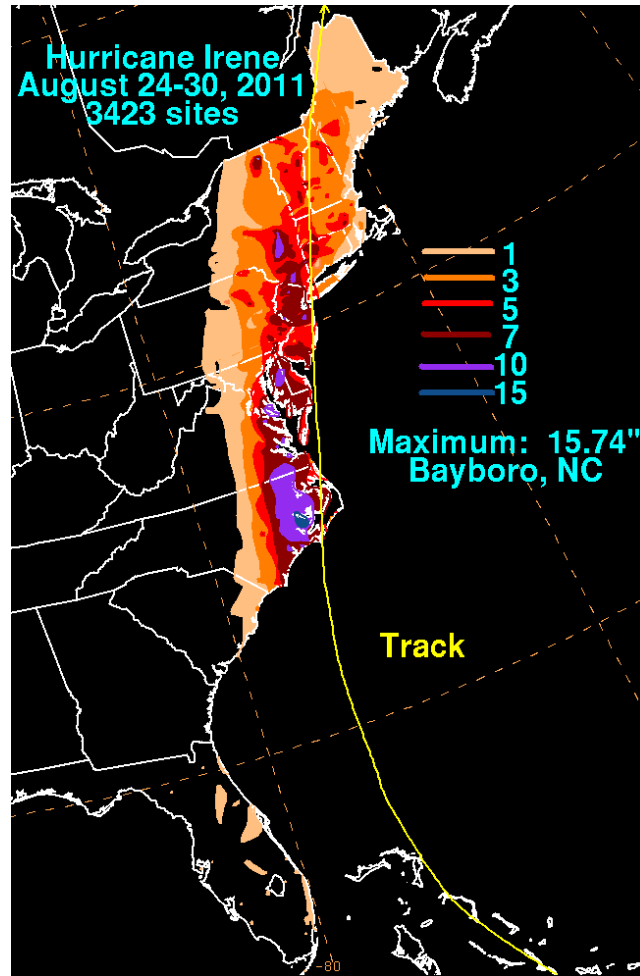 Hurricane Irene
August 24-30, 2011
3423 sites
1
3
5
7
10
15
Maximum: 15.74"
Bayboro, NC
Track
-80